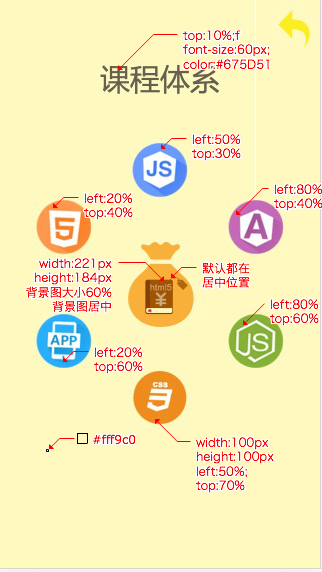 top:10%;f
font-size:60px;
color:#675D51
课程体系
left:50%
top:30%
JS
left:20%
top:40%
5
left:80%
top:40%
A
width:221px
height:184px
背景图大小60%
背景图居中
默认都在
居中位置
html5
¥
left:80%
top:60%
APP
JS
left:20%
top:60%
CSS
3
#fff9c0
width:100px
height:100px
left:50%;
top:70%